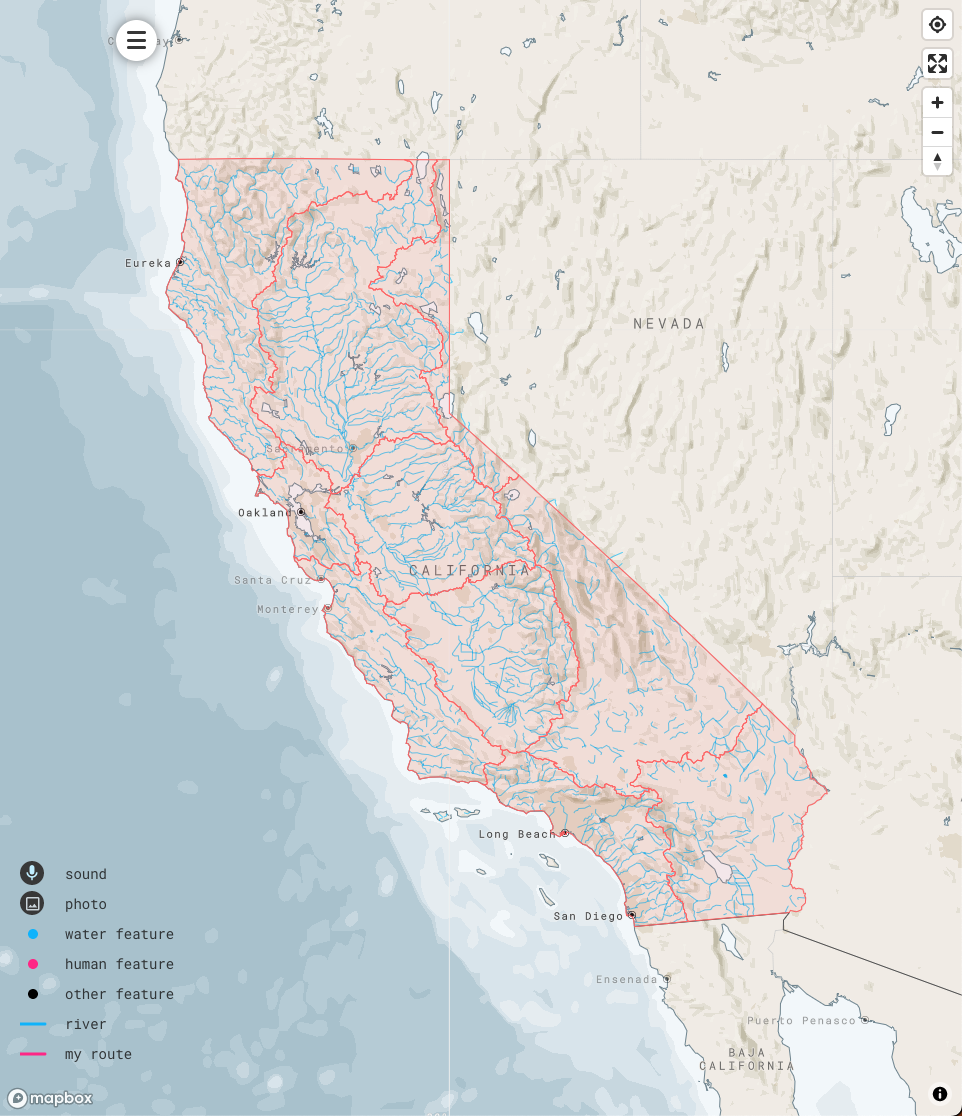 Eureka
NEVADA
Sacramento
Oakland
CALIFORNIA
Santa Cruz
Monterey
Long Beach
sound
photo
San Diego
water feature
human feature
Ensenada
other feature
river
Puerto Penasco
my route
BAJA
CALIFORNIA
mapbox